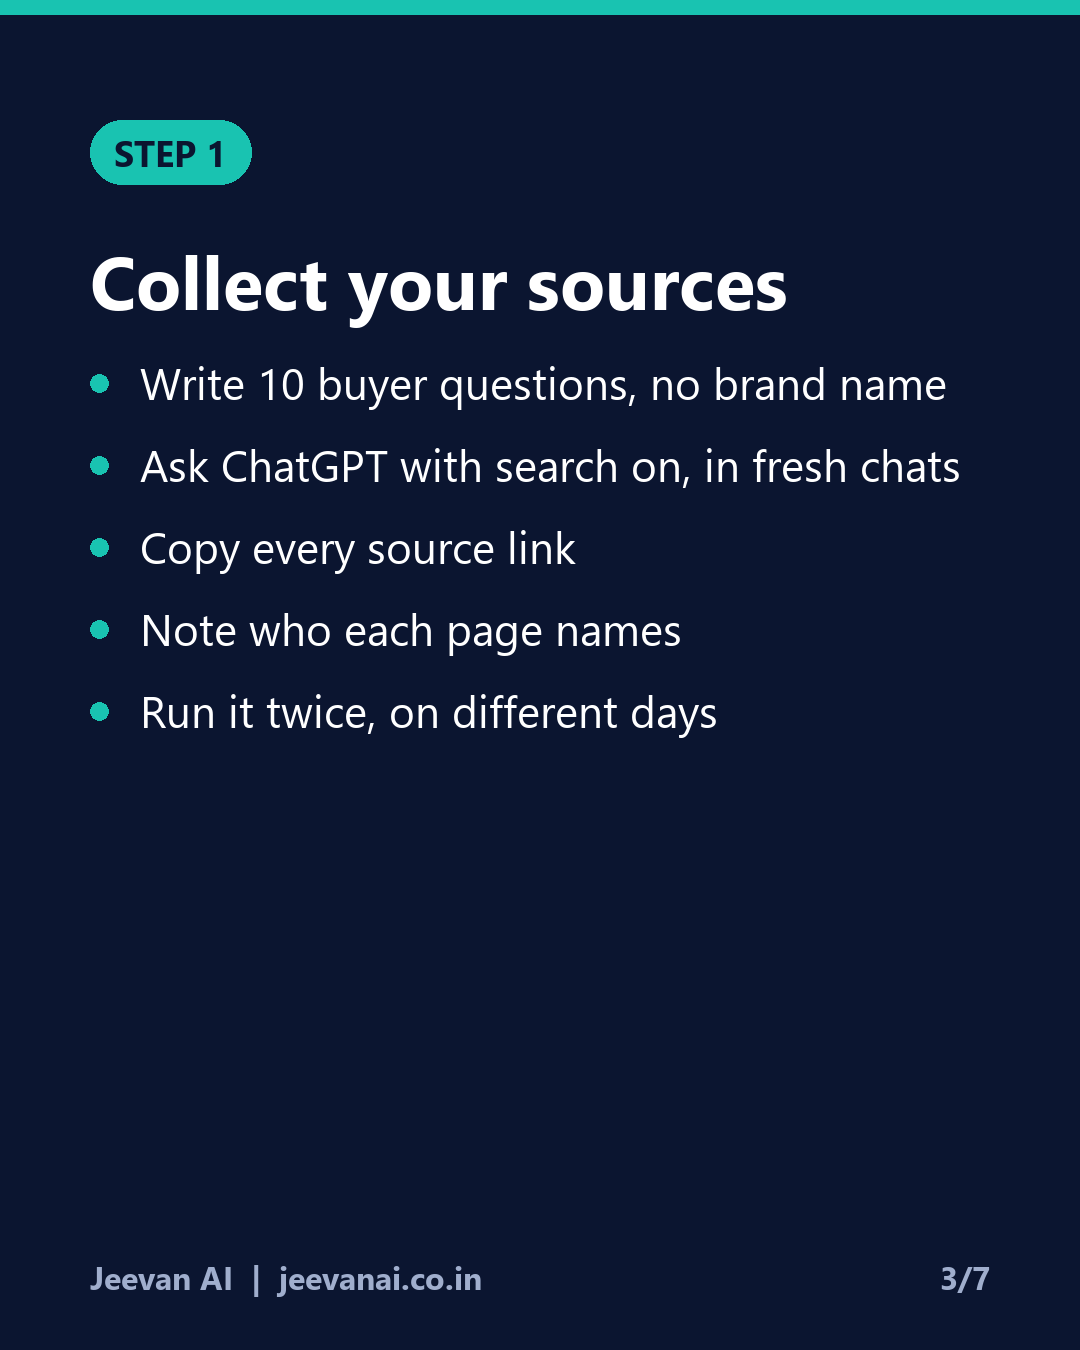 STEP 1
Collect your sources
Write 10 buyer questions, no brand name
Ask ChatGPT with search on, in fresh chats
Copy every source link
Note who each page names
Run it twice, on different days
Jeevan AI | jeevanai.co.in
3/7